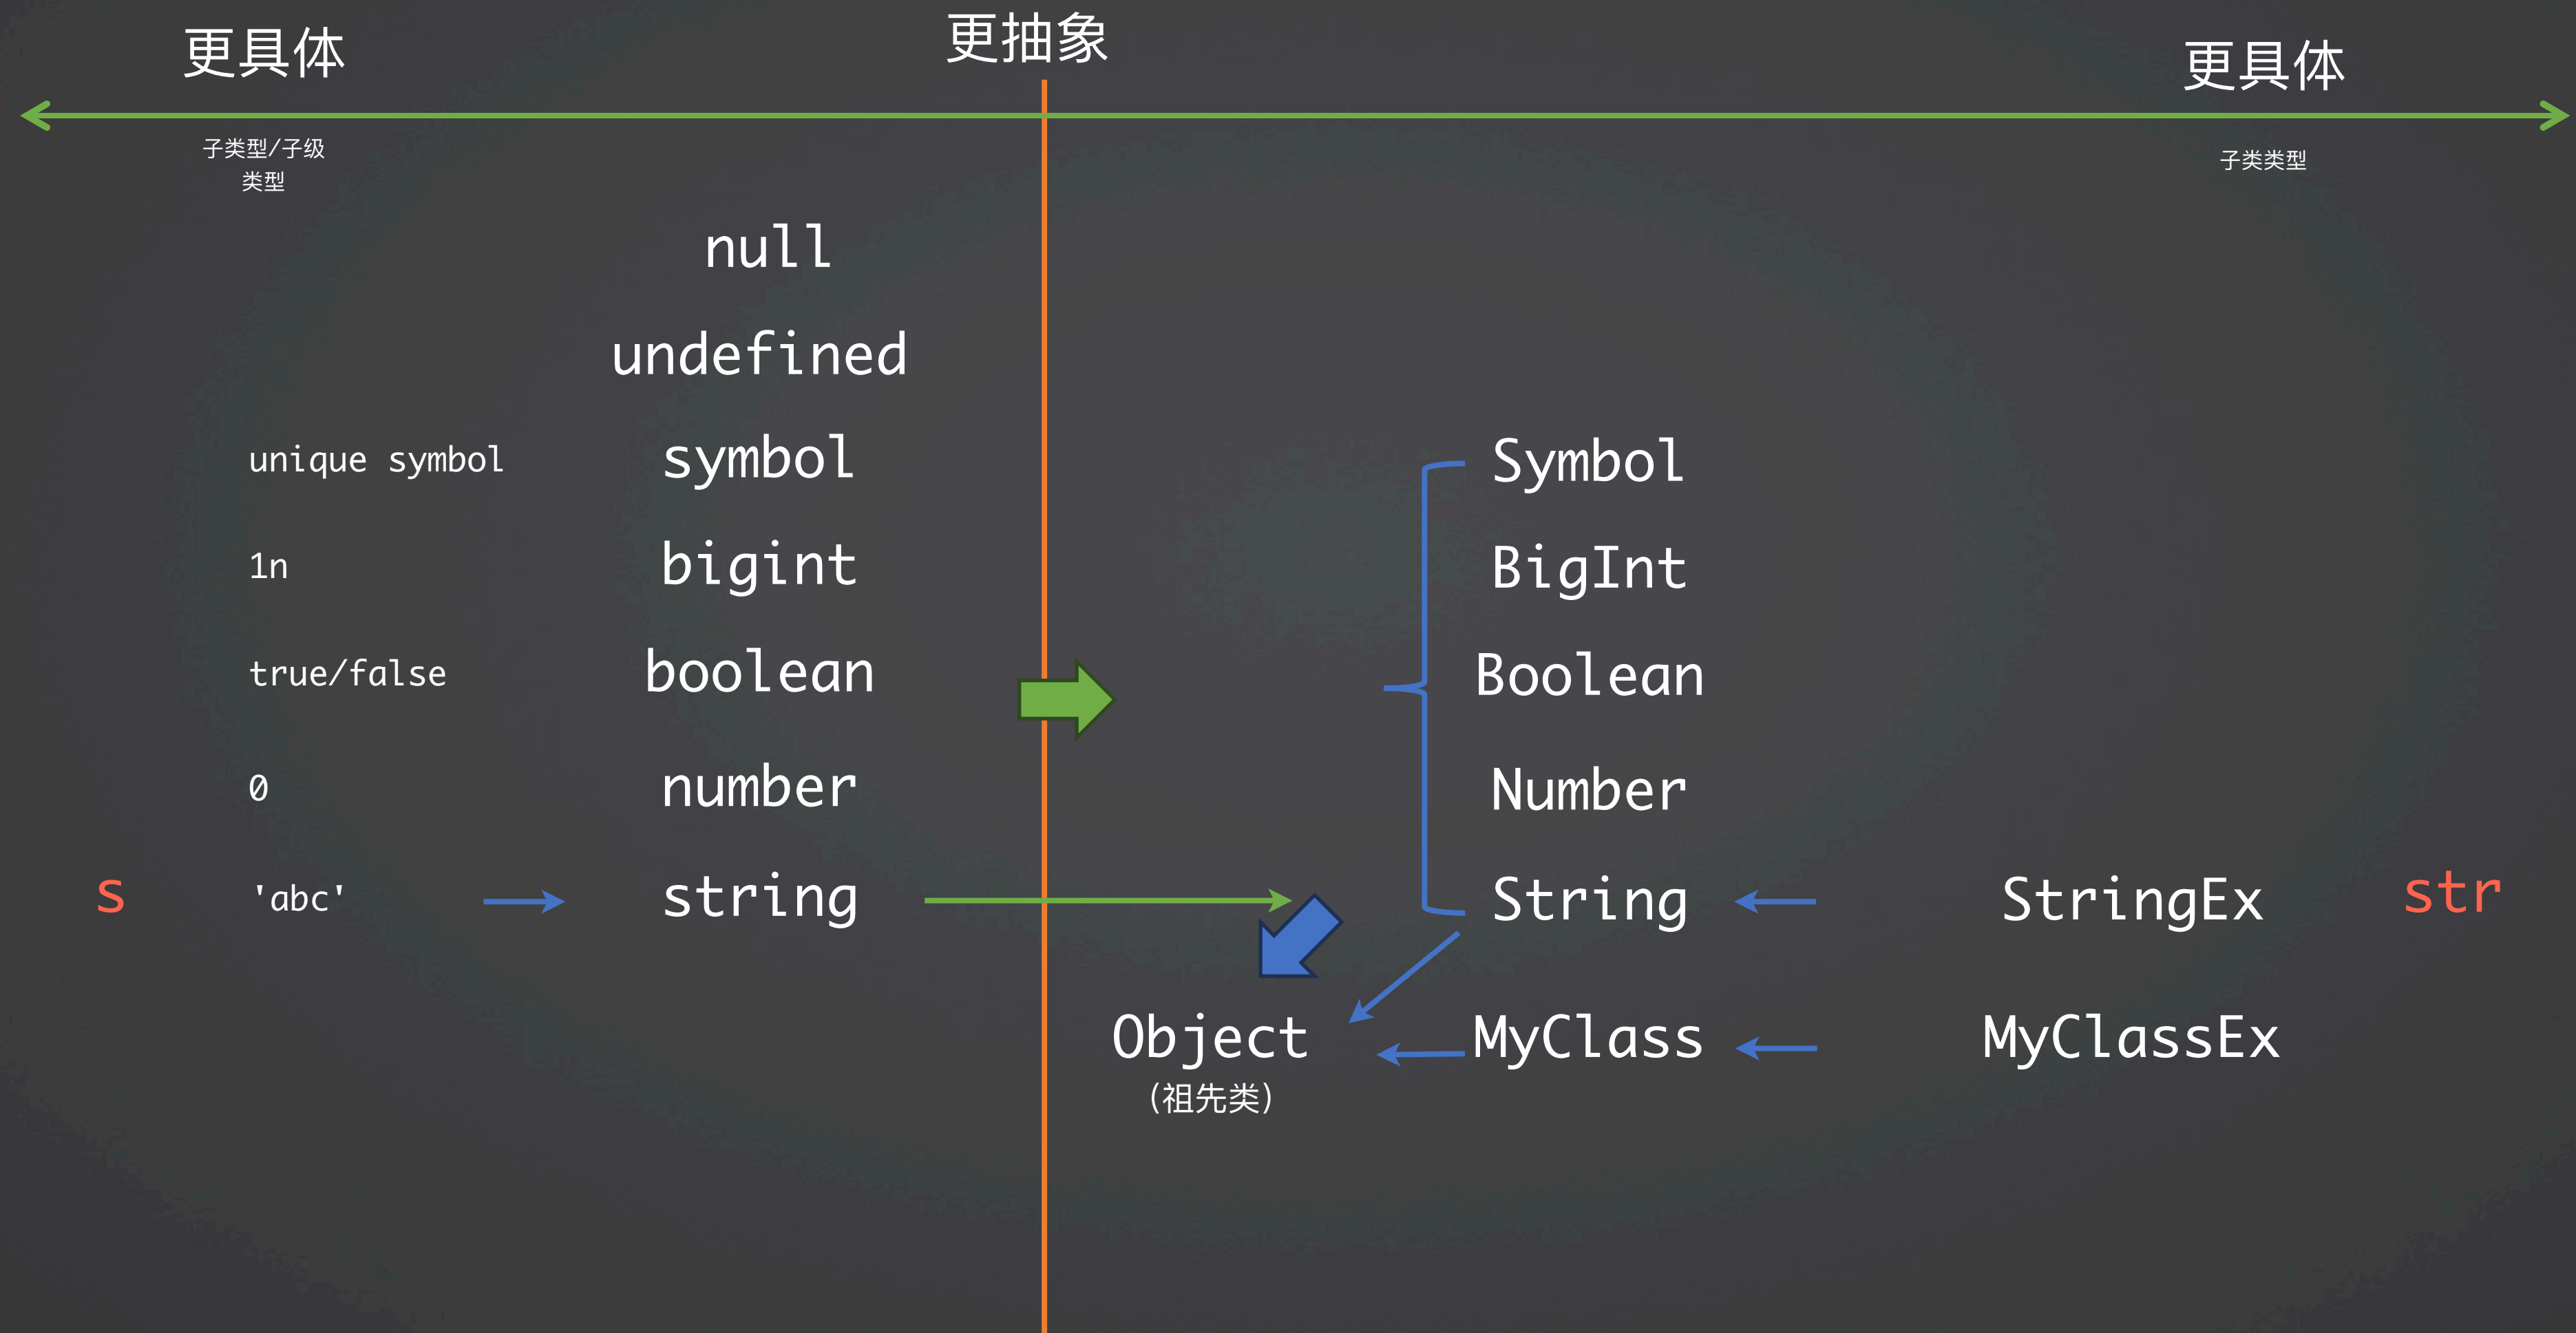 更具体
更抽象
更具体
子类型/子级
类型
子类类型
null
undefined
unique symbol
symbol
Symbol
1n
bigint
BigInt
true/false
boolean
Boolean
0
number
Number
s
'abc'
string
String
StringEx
str
Object
(祖先类)
MyClass
MyClassEx